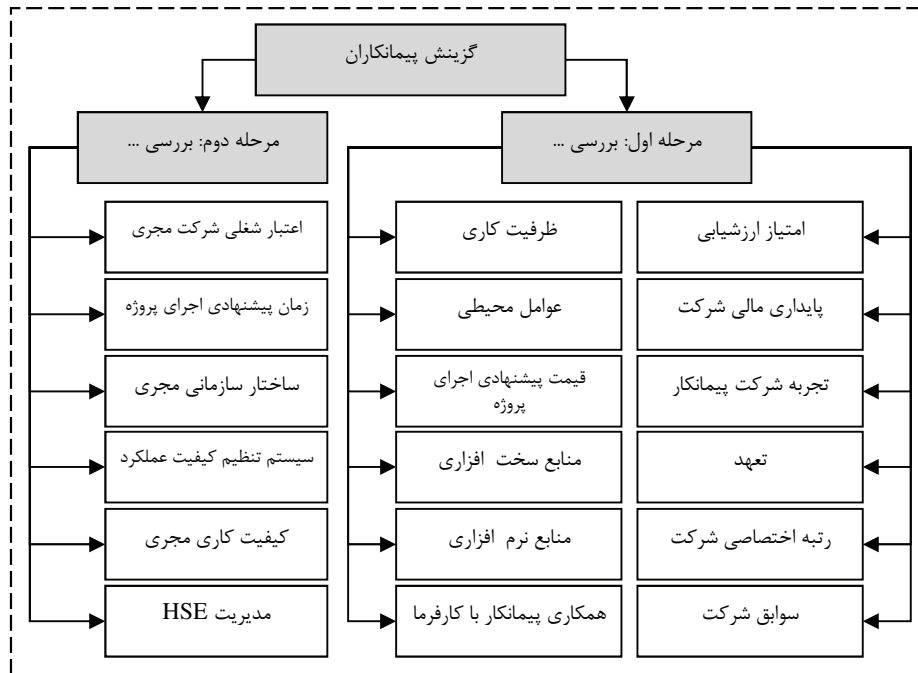 گزینش پیمانکاران
مرحله اول: بررسی ...
مرحله دوم: بررسی ...
امتیاز ارزشیابی
ظرفیت کاری
اعتبار شغلی شرکت مجری
پایداری مالی شرکت
عوامل محیطی
زمان پیشنهادی اجرای پروژه
تجربه شرکت پیمانکار
قیمت پیشنهادی اجرای
پروژه
ساختار سازمانی مجری
تعهد
منابع سخت افزاری
سیستم تنظیم کیفیت عملکرد
رتبه اختصاصی شرکت
منابع نرم افزاری
کیفیت کاری مجری
سوابق شرکت
همکاری پیمانکار با کارفرما
مدیریت HSE